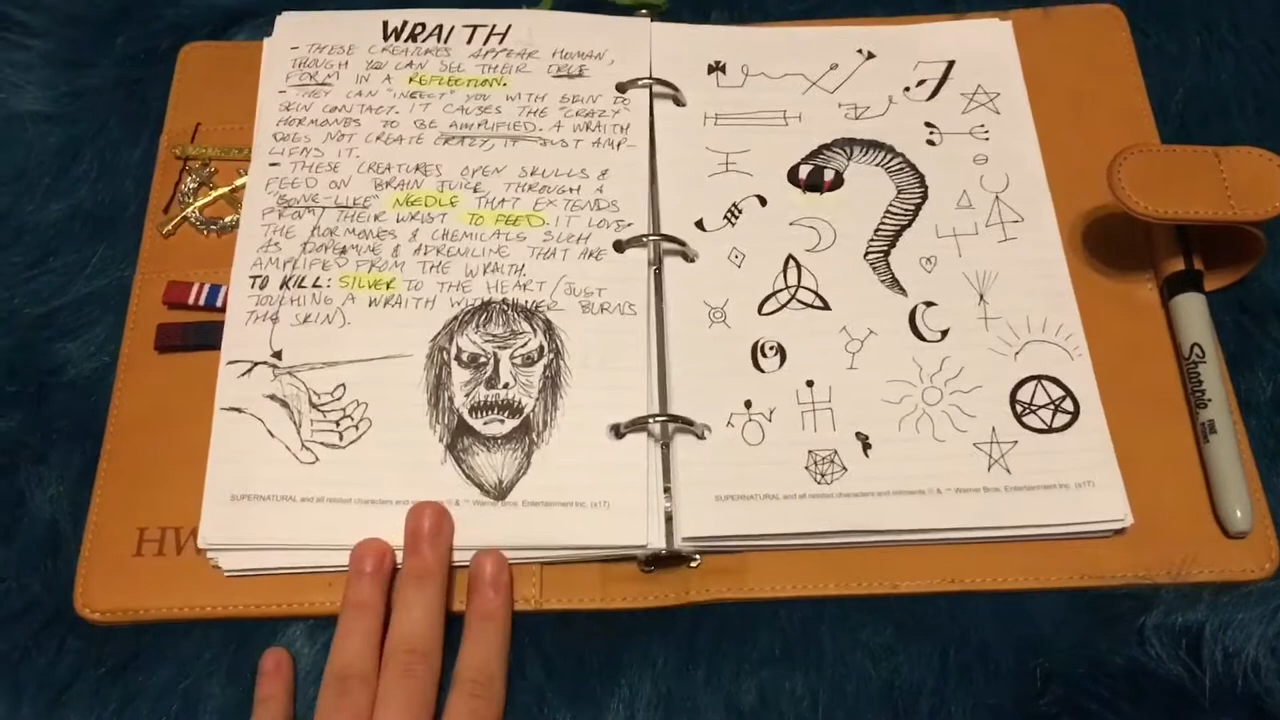 WRAITH
- THESE CREATURES APPEAR HUMAN,
THOUGH YOU CAN SEE THEIR TRUE
FORM IN A REFLECTION.
- THEY CAN "INFECT" YOU WITH SKIN TO
SKIN CONTACT. IT CAUSES THE "CRAZY"
HORMONES TO BE AMPLIFIED. A WRAITH
DOES NOT CREATE CRAZY, IT JUST AMP-
LIFYS IT.
- THESE CREATURES OPEN SKULLS &
FEED ON BRAIN JUICE THROUGH A
"BONE-LIKE" NEEDLE THAT EXTENDS
FROM THEIR WRIST TO FEED. IT LOVES
THE HORMONES & CHEMICALS SUCH
AS DOPAMINE & ADRENILINE THAT ARE
AMPLIFIED FROM THE WRAITH.
TO KILL: SILVER TO THE HEART (JUST
TOUCHING A WRAITH WITH SILVER BURNS
THE SKIN).
SUPERNATURAL and all related characters and elements © & ™ Warner Bros. Entertainment Inc. (s17)
SUPERNATURAL and all related characters and elements © & ™ Warner Bros. Entertainment Inc. (s17)
HW
Sharpie
FINE